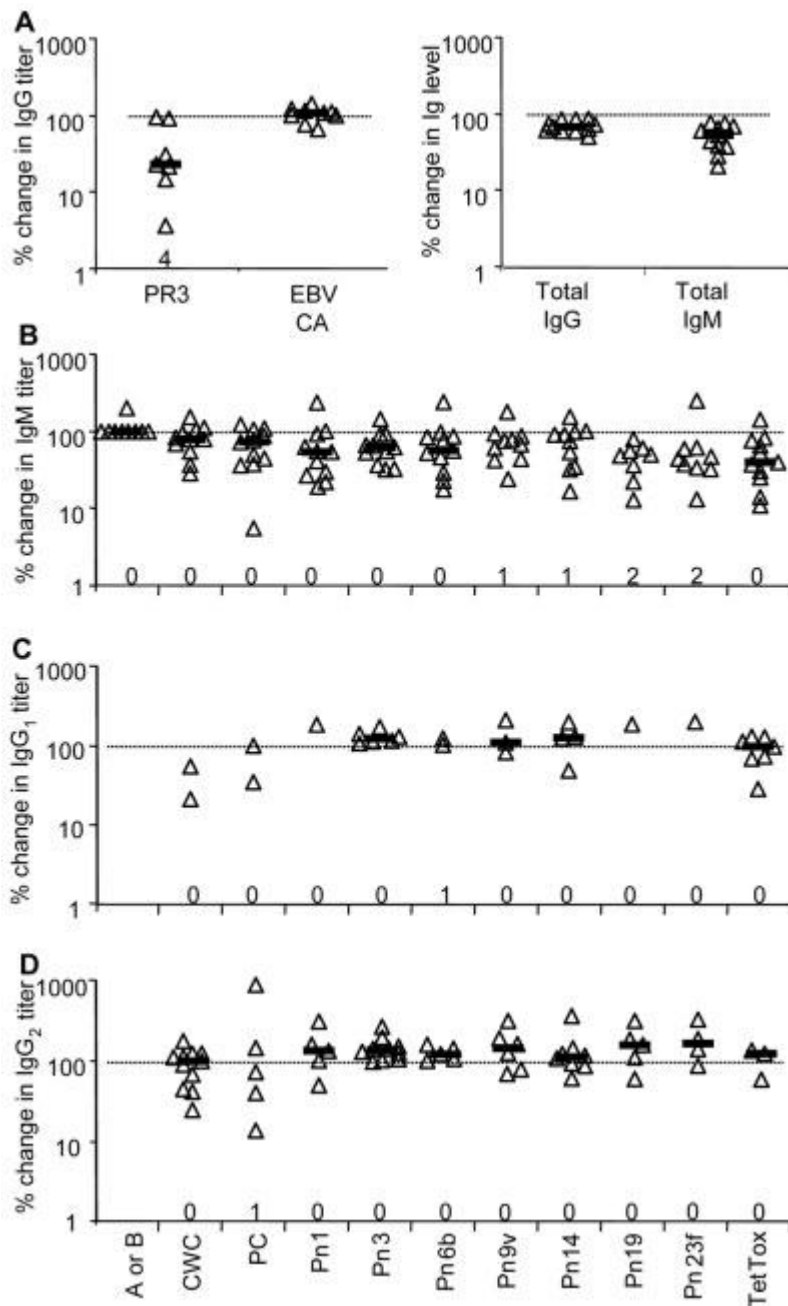 A
% change in IgG titer
1000
100
10
1
4
PR3
EBV
CA
% change in Ig level
1000
100
10
1
Total
IgG
Total
IgM
B
% change in IgM titer
1000
100
10
1
0 0 0 0 0 0 1 1 2 2 0
C
% change in IgG1 titer
1000
100
10
1
0 0 0 0 1 0 0 0 0 0
D
% change in IgG2 titer
1000
100
10
1
0 1 0 0 0 0 0 0 0 0
A or B
CWC
PC
Pn1
Pn3
Pn6b
Pn9v
Pn14
Pn19
Pn23f
TetTox